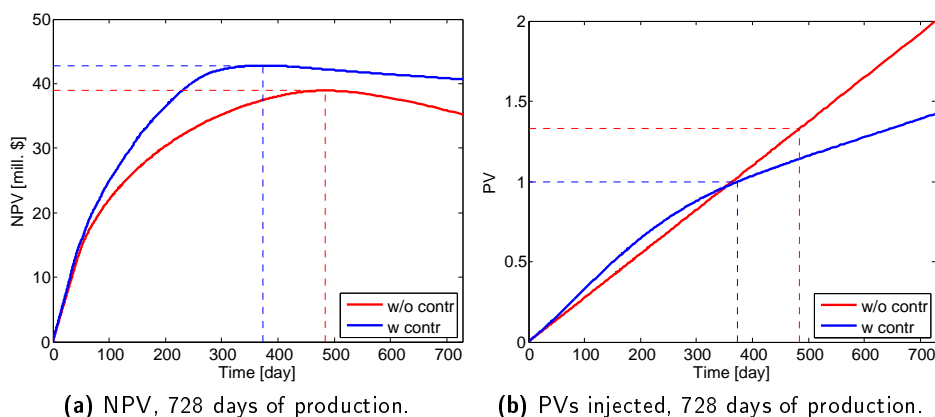 50
40
30
20
10
0
NPV [mill. $]
0 100 200 300 400 500 600 700
Time [day]
w/o contr
w contr
(a) NPV, 728 days of production.
2
1.5
1
0.5
0
PV
0 100 200 300 400 500 600 700
Time [day]
w/o contr
w contr
(b) PVs injected, 728 days of production.